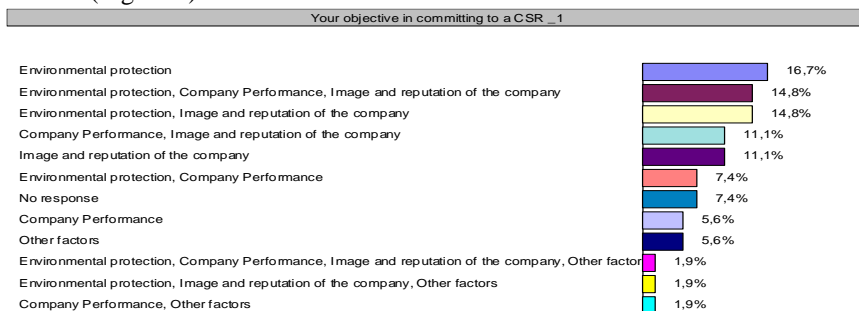 Your objective in committing to a CSR _1
Environmental protection 16,7%
Environmental protection, Company Performance, Image and reputation of the company 14,8%
Environmental protection, Image and reputation of the company 14,8%
Company Performance, Image and reputation of the company 11,1%
Image and reputation of the company 11,1%
Environmental protection, Company Performance 7,4%
No response 7,4%
Company Performance 5,6%
Other factors 5,6%
Environmental protection, Company Performance, Image and reputation of the company, Other factor 1,9%
Environmental protection, Image and reputation of the company, Other factors 1,9%
Company Performance, Other factors 1,9%